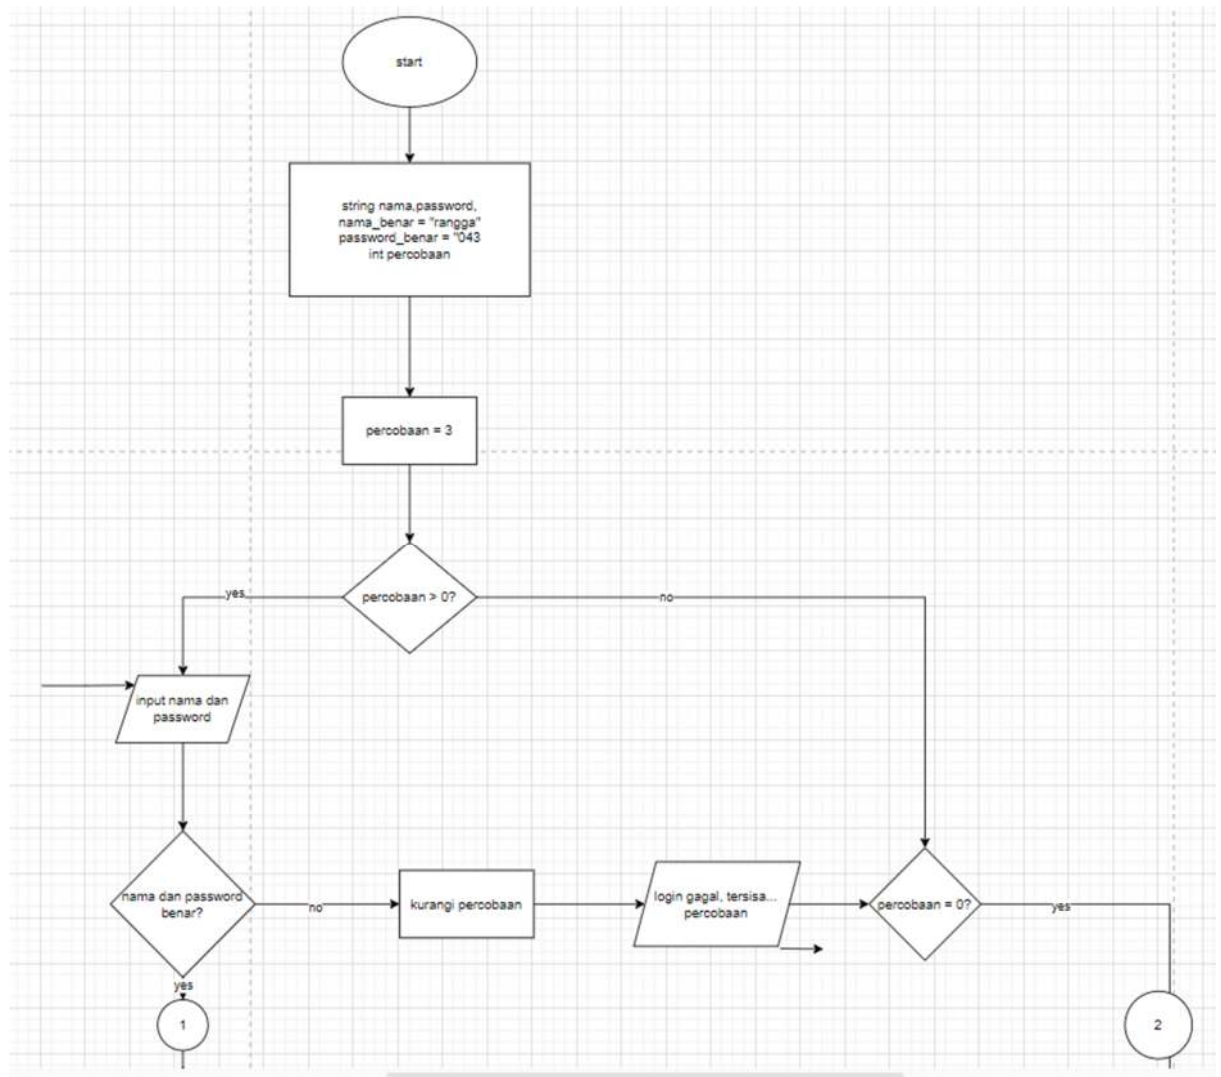 start
string nama,password,
nama_benar = "rangga"
password_benar = "043
int percobaan
percobaan = 3
percobaan > 0?
yes
no
input nama dan
password
nama dan password
benar?
no
kurangi percobaan
login gagal, tersisa...
percobaan
percobaan = 0?
yes
yes
1
2